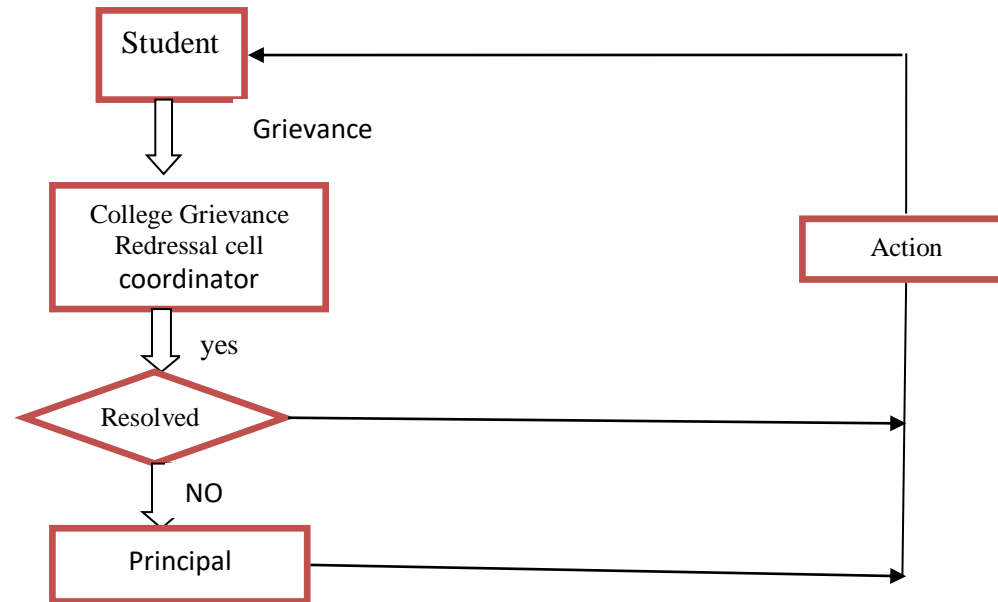 Student
Grievance
College Grievance
Redressal cell
coordinator
Action
yes
Resolved
NO
Principal